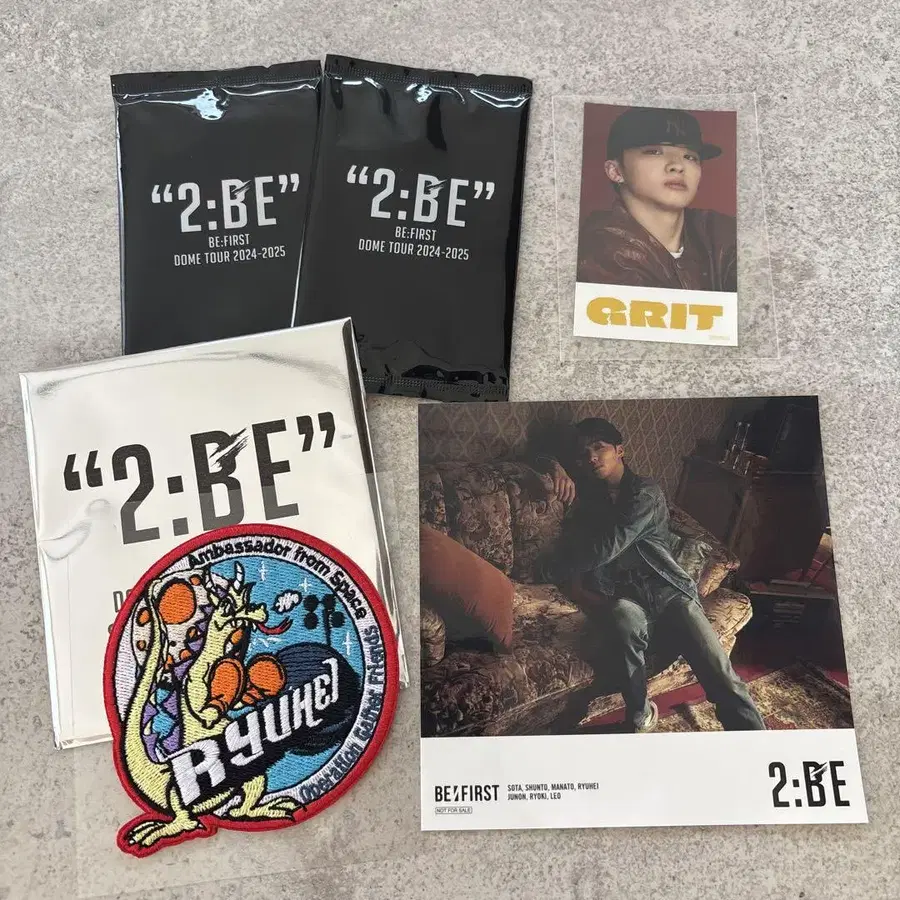 “2:BE”
BE:FIRST
DOME TOUR 2024-2025
“2:BE”
BE:FIRST
DOME TOUR 2024-2025
NY
GRIT
“2:BE”
Ambassador from Space
RYUHEI
Operation Gather Friends
BE:FIRST
SOTA, SHUNTO, MANATO, RYUHEI
JUNON, RYOKI, LEO
NOT FOR SALE
2:BE